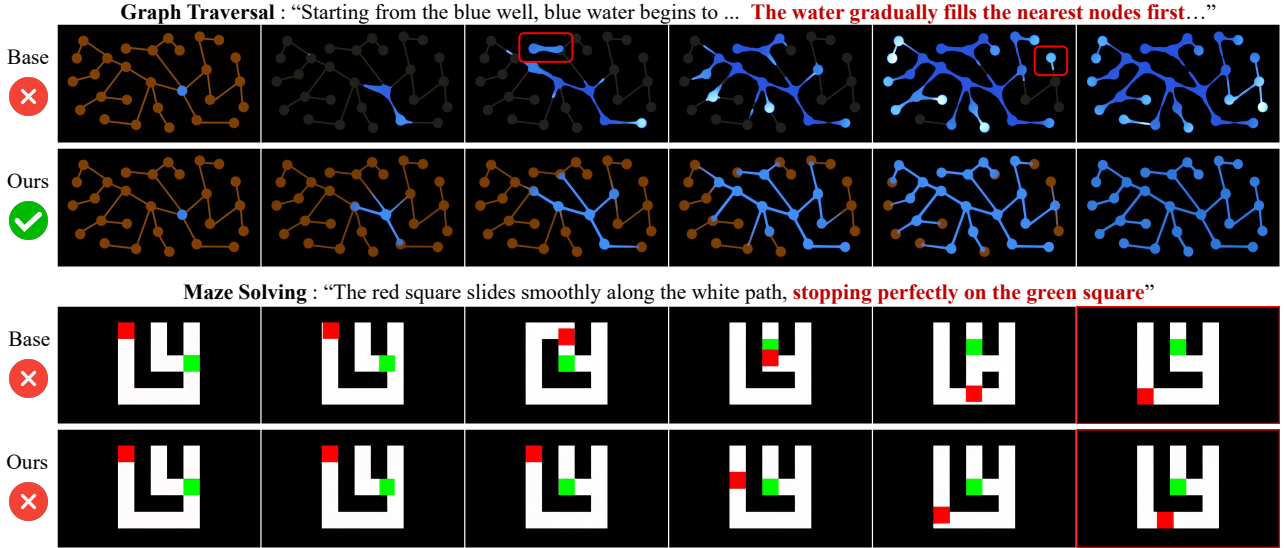 Graph Traversal : “Starting from the blue well, blue water begins to ... The water gradually fills the nearest nodes first…”
Base
Ours
Maze Solving : “The red square slides smoothly along the white path, stopping perfectly on the green square”
Base
Ours